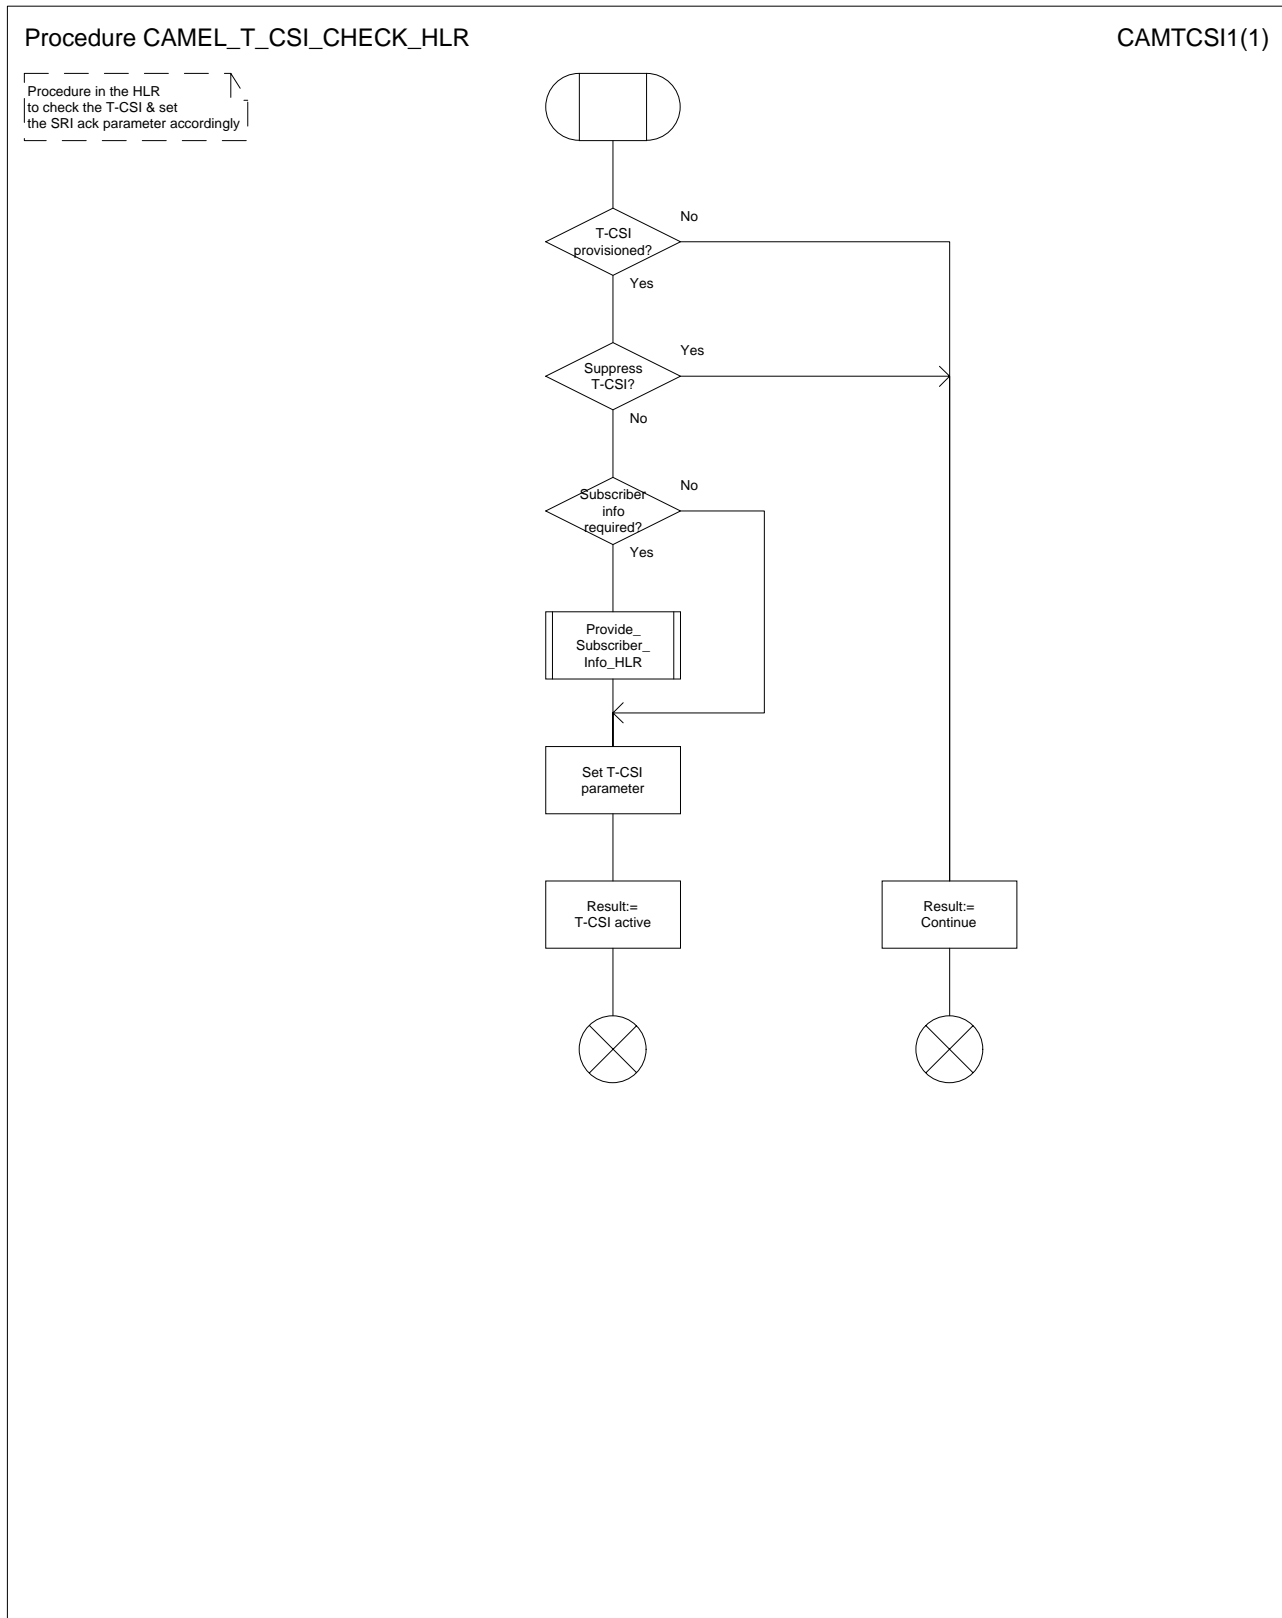 Procedure CAMEL_T_CSI_CHECK_HLR
CAMTCSI1(1)
Procedure in the HLR
to check the T-CSI & set
the SRI ack parameter accordingly
T-CSI
provisioned?
No
Yes
Suppress
T-CSI?
Yes
No
Subscriber
info
required?
No
Yes
Provide_
Subscriber_
Info_HLR
Set T-CSI
parameter
Result:=
T-CSI active
Result:=
Continue